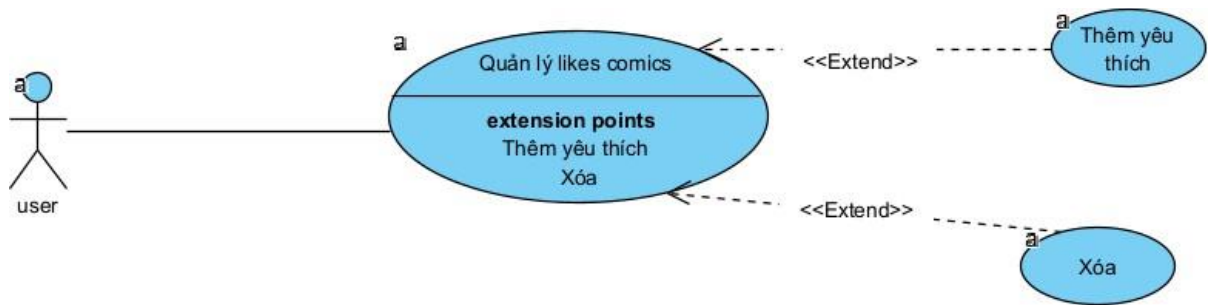 a
user
a
Quản lý likes comics
extension points
Thêm yêu thích
Xóa
<<Extend>>
a
Thêm yêu
thích
<<Extend>>
a
Xóa